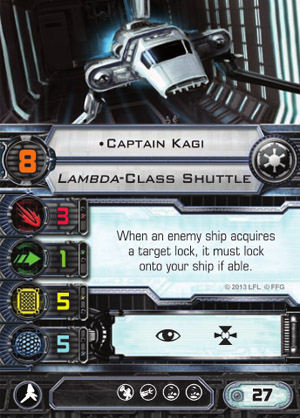 •Captain Kagi
8
Lambda-Class Shuttle
3
1
5
5
When an enemy ship acquires
a target lock, it must lock
onto your ship if able.
©2013 LFL ©FFG
27